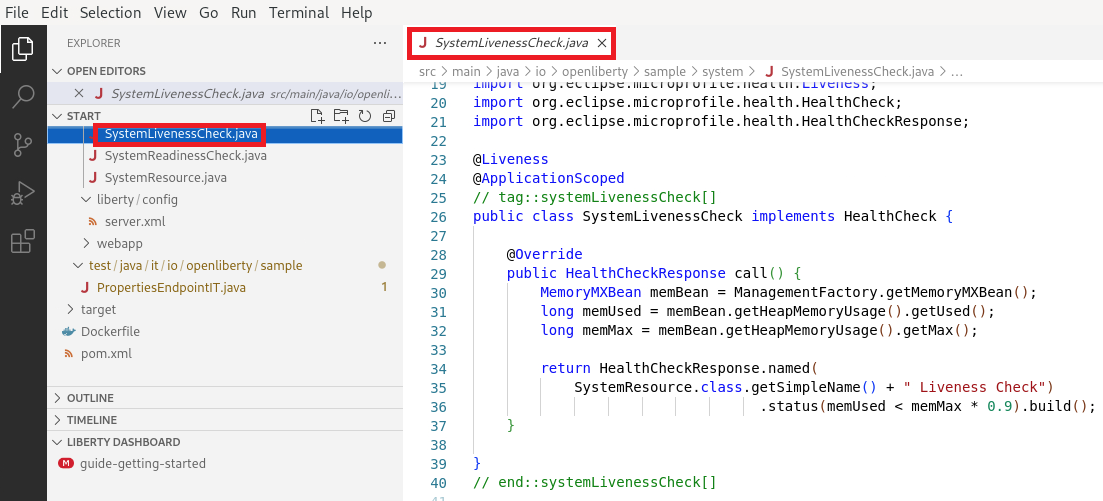 File Edit Selection View Go Run Terminal Help
EXPLORER ...
OPEN EDITORS
SystemLivenessCheck.java src/main/java/io/openlib...
START
SystemLivenessCheck.java
SystemReadinessCheck.java
SystemResource.java
liberty/config
server.xml
webapp
test/java/it/io/openliberty/sample
PropertiesEndpointIT.java 1
target
Dockerfile
pom.xml
OUTLINE
TIMELINE
LIBERTY DASHBOARD
M guide-getting-started
SystemLivenessCheck.java
src > main > java > io > openliberty > sample > system > J SystemLivenessCheck.java > ...
19 import org.eclipse.microprofile.health.Liveness;
20 import org.eclipse.microprofile.health.HealthCheck;
21 import org.eclipse.microprofile.health.HealthCheckResponse;
22
23 @Liveness
24 @ApplicationScoped
25 // tag::systemLivenessCheck[]
26 public class SystemLivenessCheck implements HealthCheck {
27
28 @Override
29 public HealthCheckResponse call() {
30 MemoryMXBean memBean = ManagementFactory.getMemoryMXBean();
31 long memUsed = memBean.getHeapMemoryUsage().getUsed();
32 long memMax = memBean.getHeapMemoryUsage().getMax();
33
34 return HealthCheckResponse.named(
35 SystemResource.class.getSimpleName() + " Liveness Check")
36 .status(memUsed < memMax * 0.9).build();
37 }
38
39 }
40 // end::systemLivenessCheck[]
41